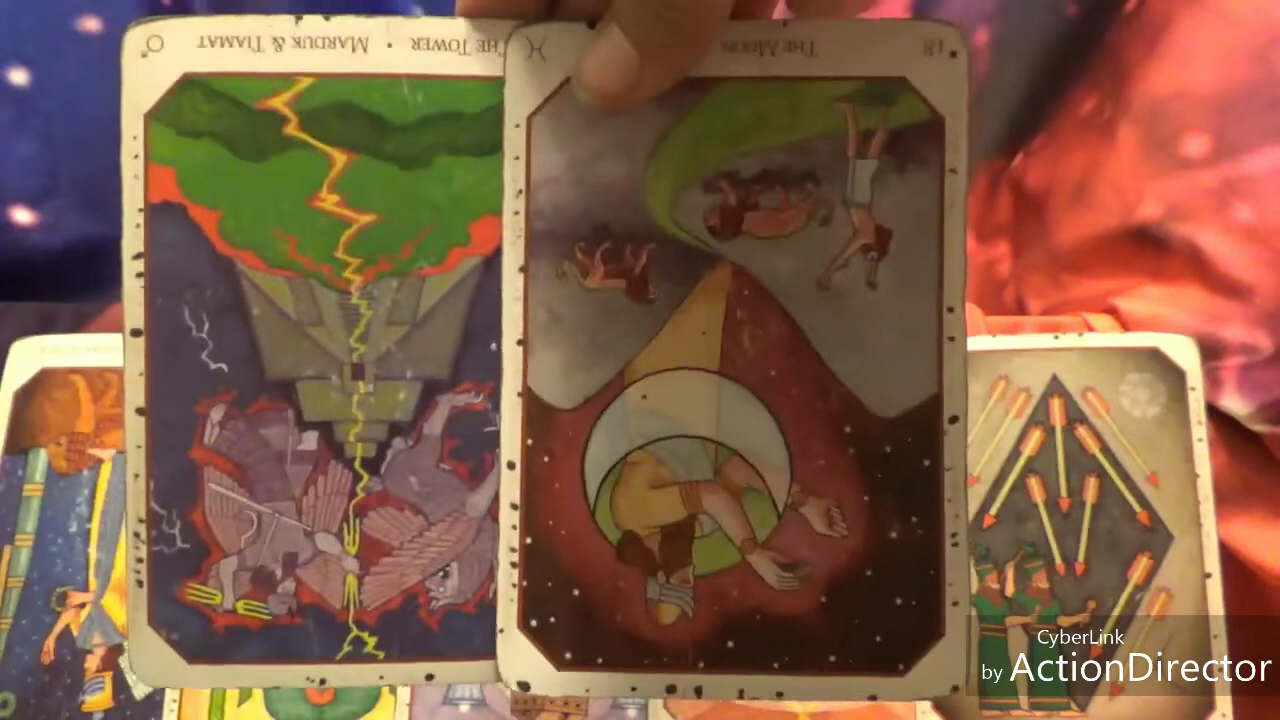 ♂ MARDUK & TIAMAT • THE TOWER
♓ THE MOON 18
CyberLink
by ActionDirector